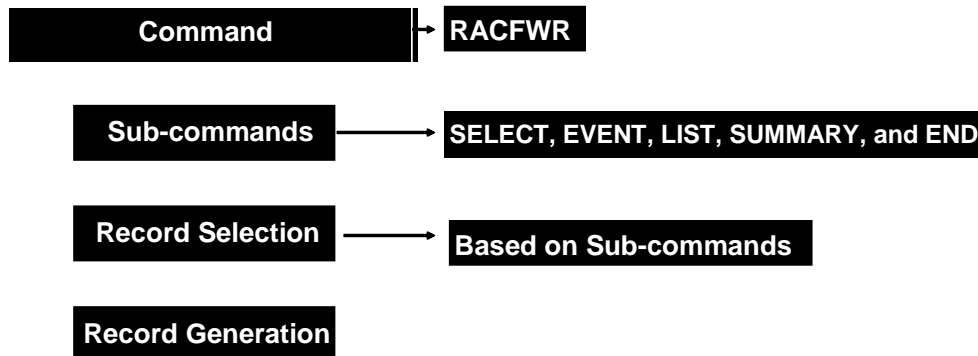 Command
RACFWR
Sub-commands
SELECT, EVENT, LIST, SUMMARY, and END
Record Selection
Based on Sub-commands
Record Generation